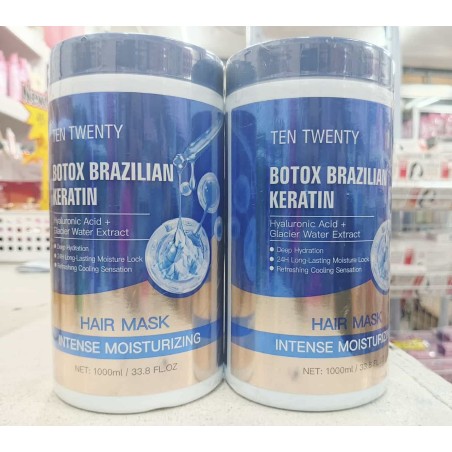 TEN TWENTY
BOTOX BRAZILIAN
KERATIN
Hyaluronic Acid +
Glacier Water Extract
Deep Hydration
24H Long-Lasting Moisture Lock
Refreshing Cooling Sensation
HAIR MASK
INTENSE MOISTURIZING
NET: 1000ml / 33.8 FL.OZ
TEN TWENTY
BOTOX BRAZILIAN
KERATIN
Hyaluronic Acid +
Glacier Water Extract
Deep Hydration
24H Long-Lasting Moisture Lock
Refreshing Cooling Sensation
HAIR MASK
INTENSE MOISTURIZ
NET: 1000ml / 33.8 F